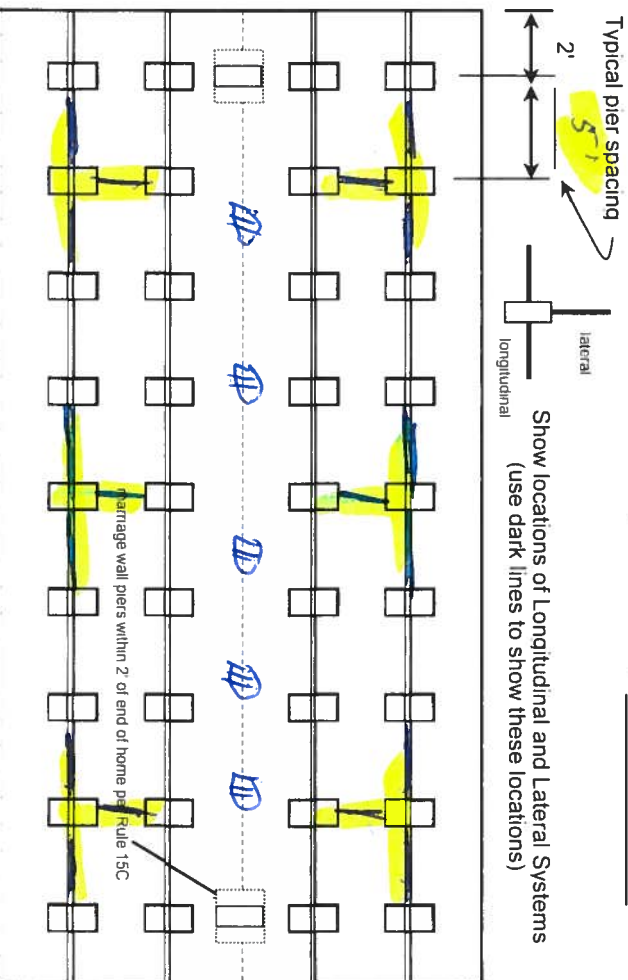 Typical pier spacing
2'
5'
lateral
longitudinal
Show locations of Longitudinal and Lateral Systems
(use dark lines to show these locations)
marriage wall piers within 2' of end of home per Rule 15C